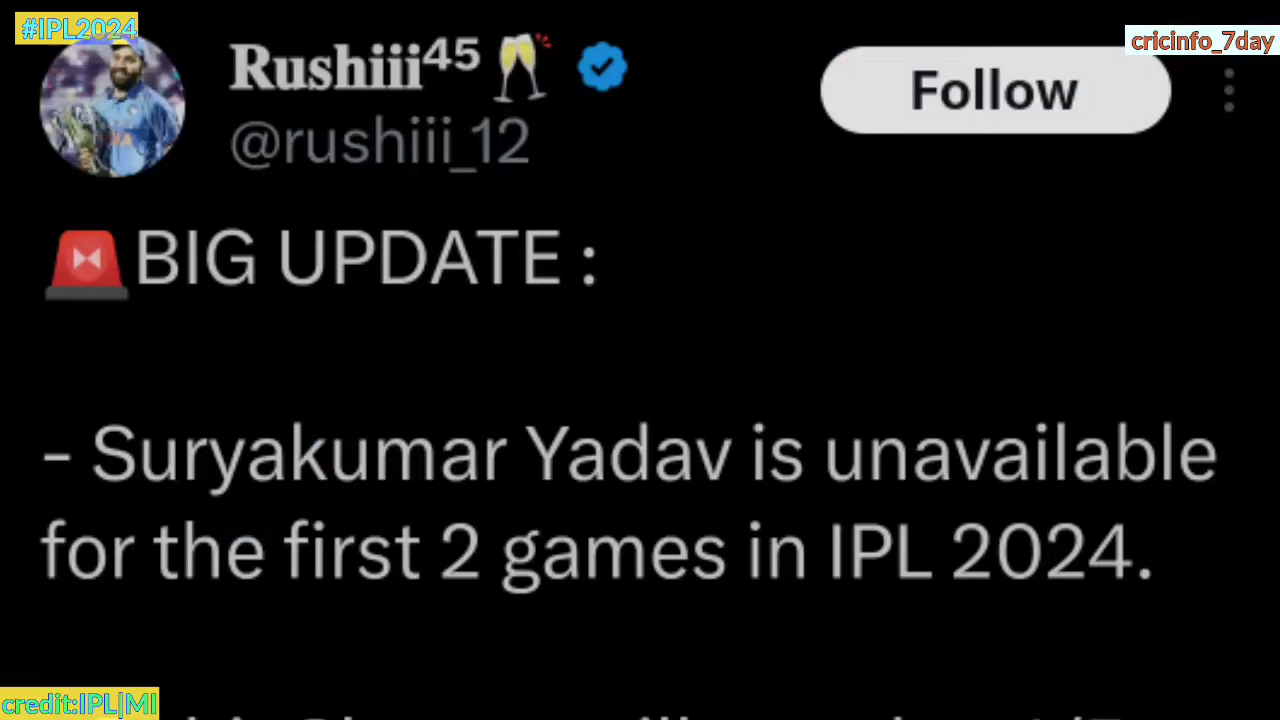 #IPL2024
cricinfo_7day
Rushiii⁴⁵ 🥂
Follow
@rushiii_12
🚨BIG UPDATE :
- Suryakumar Yadav is unavailable
for the first 2 games in IPL 2024.
credit:IPL|MI